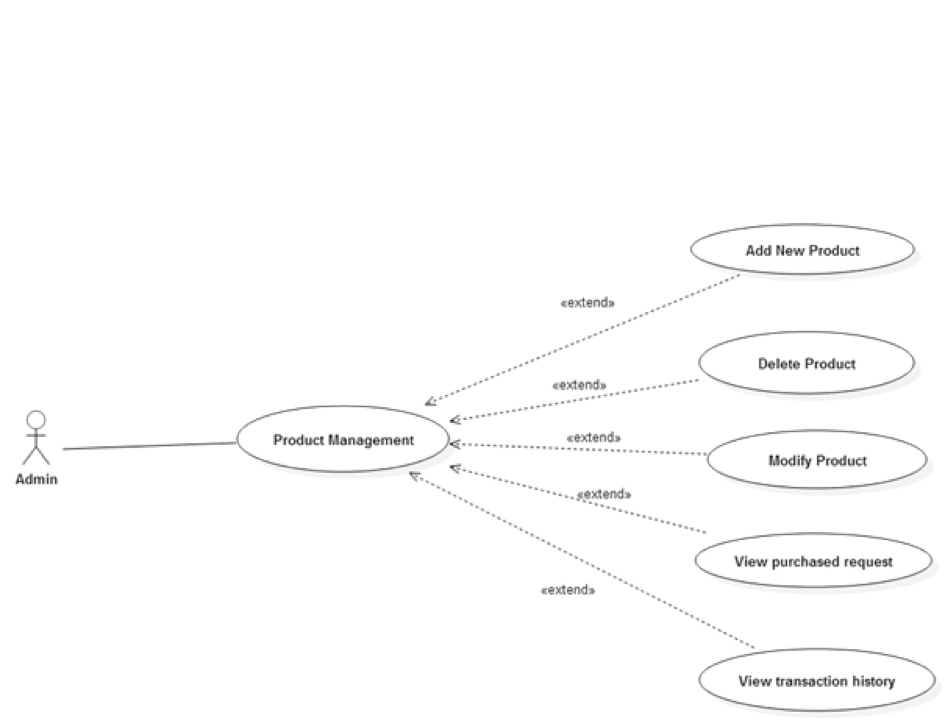 Add New Product
«extend»
Delete Product
«extend»
Product Management
«extend»
Modify Product
Admin
«extend»
View purchased request
«extend»
View transaction history